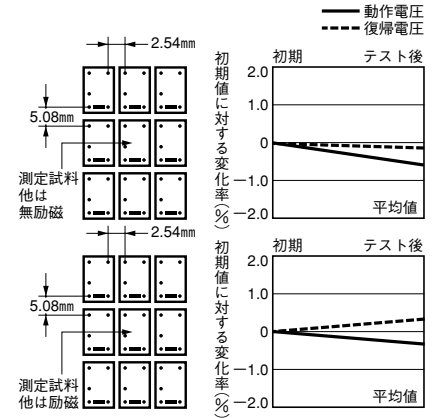 動作電圧
復帰電圧
2.54mm
5.08mm
測定試料
他は
無励磁
初期値に対する変化率(%)
初期
テスト後
2.0
1.0
0
−1.0
−2.0
平均値
2.54mm
5.08mm
測定試料
他は励磁
初期値に対する変化率(%)
初期
テスト後
2.0
1.0
0
−1.0
−2.0
平均値